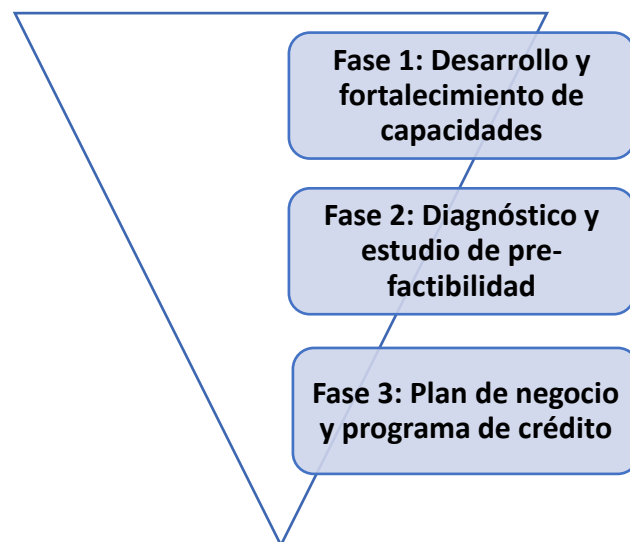 Fase 1: Desarrollo y
fortalecimiento de
capacidades
Fase 2: Diagnóstico y
estudio de pre-
factibilidad
Fase 3: Plan de negocio
y programa de crédito